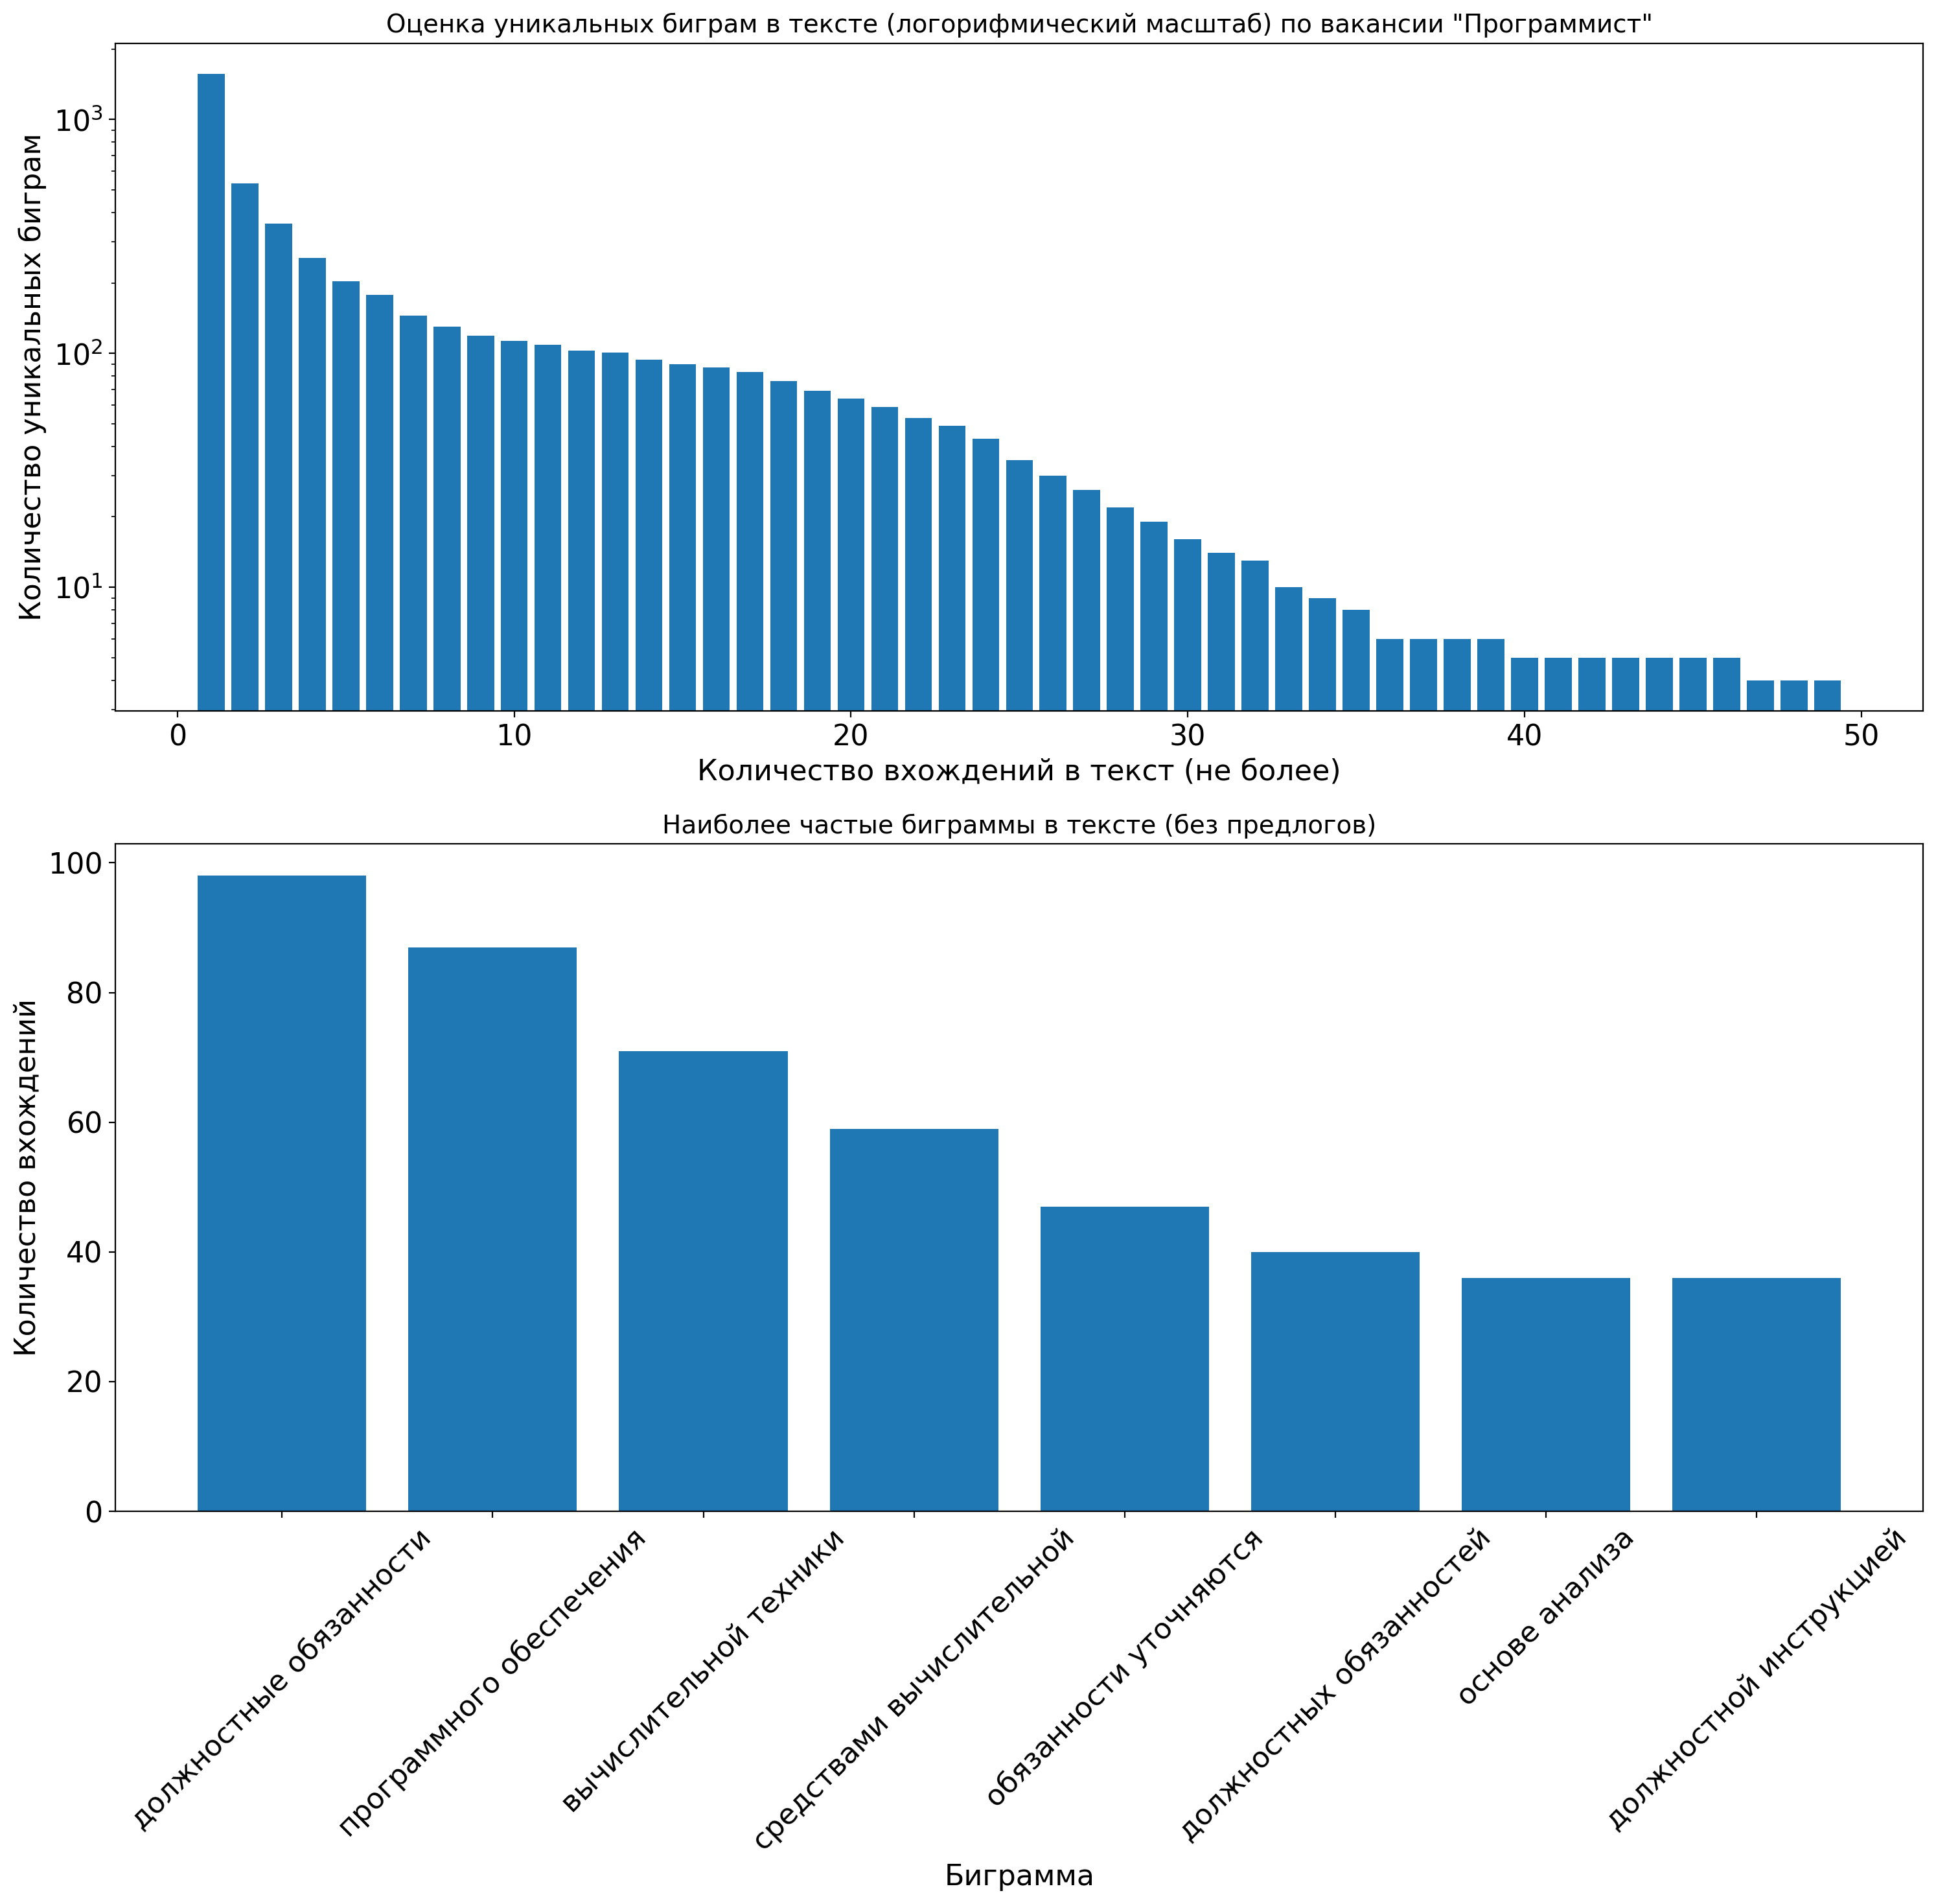 Оценка уникальных биграм в тексте (логорифмический масштаб) по вакансии "Программист"
Количество уникальных биграм
10³
10²
10¹
0 10 20 30 40 50
Количество вхождений в текст (не более)
Наиболее частые биграммы в тексте (без предлогов)
Количество вхождений
100
80
60
40
20
0
должностные обязанности
программного обеспечения
вычислительной техники
средствами вычислительной
обязанности уточняются
должностных обязанностей
основе анализа
должностной инструкцией
Биграмма